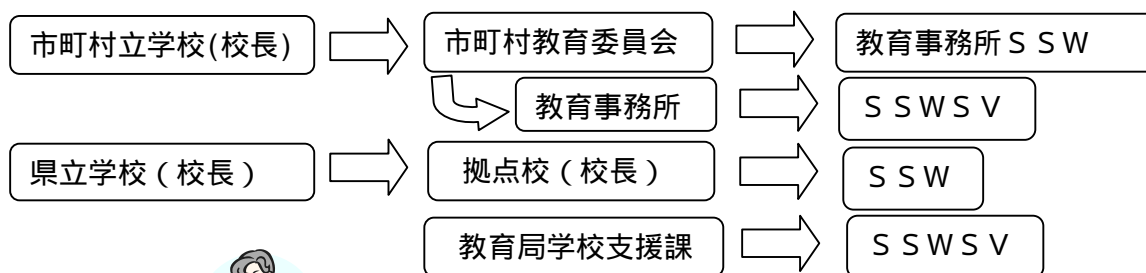 市町村立学校(校長) 市町村教育委員会 教育事務所ＳＳＷ
教育事務所 ＳＳＷＳＶ
県立学校（校長） 拠点校（校長） ＳＳＷ
教育局学校支援課 ＳＳＷＳＶ